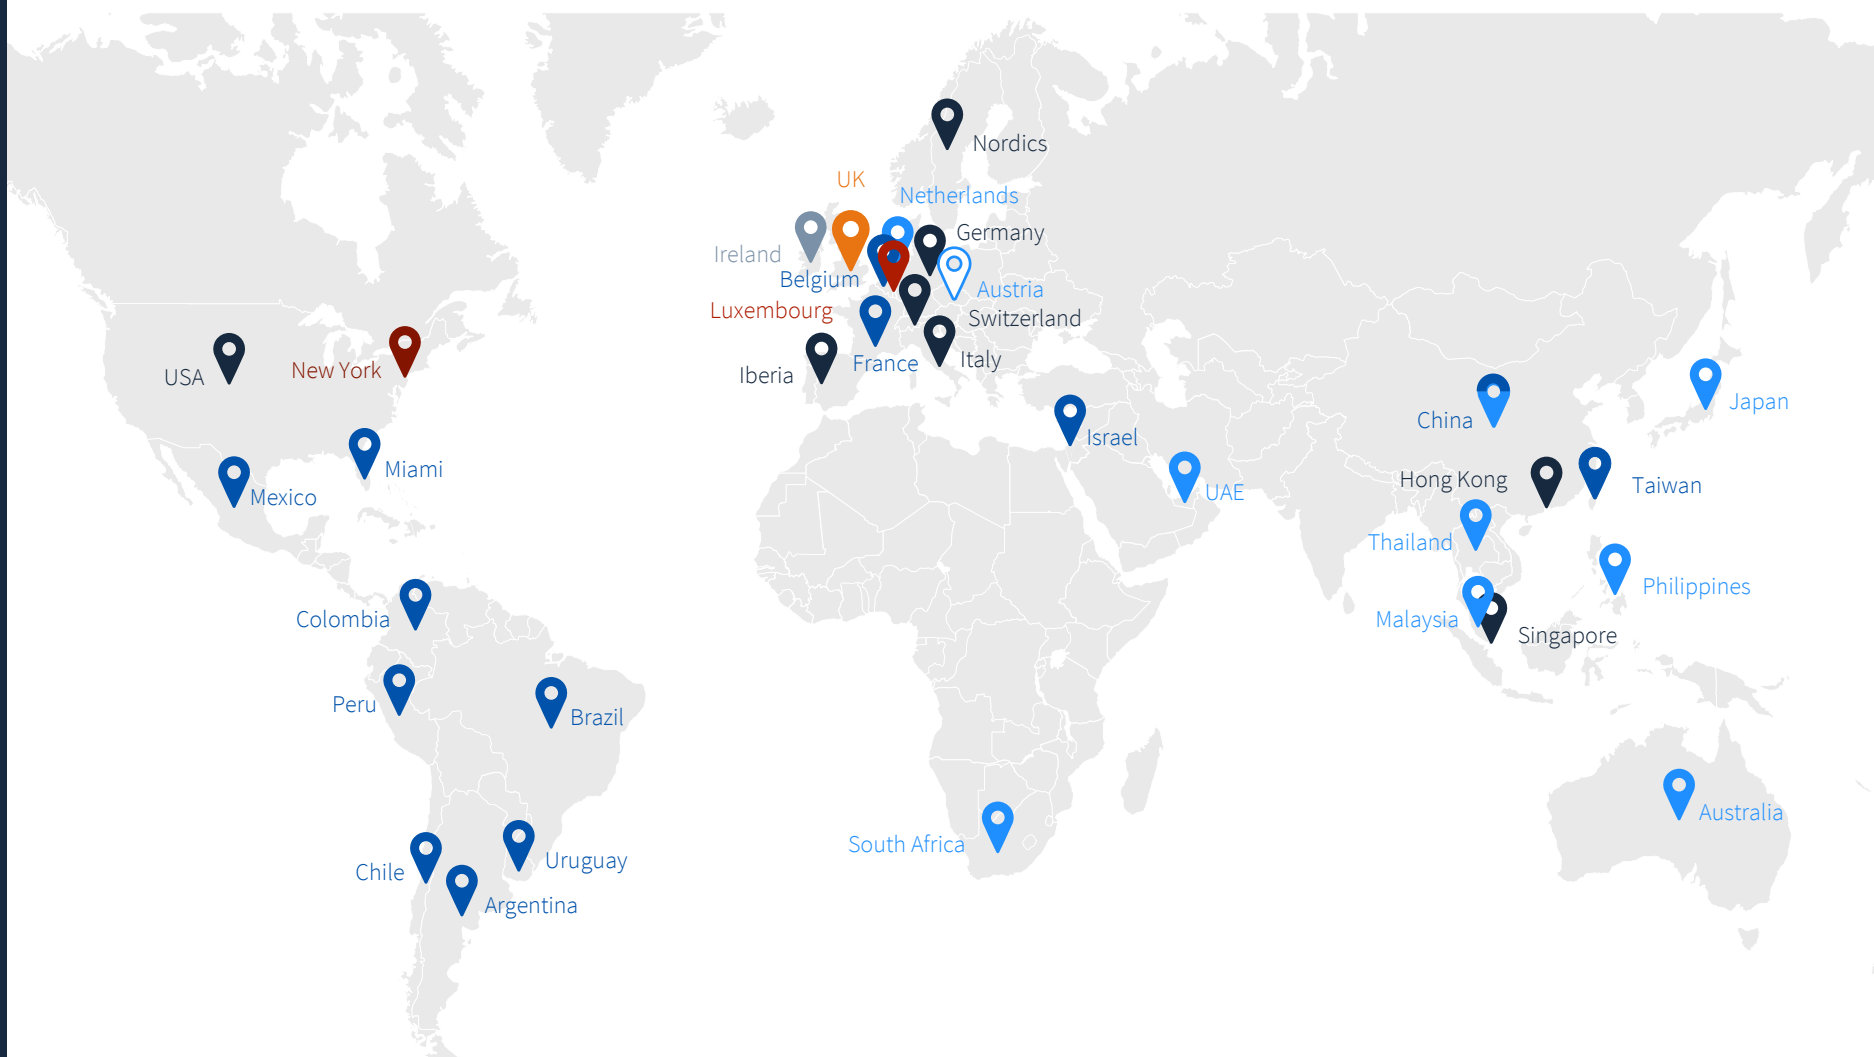 Nordics
UK
Netherlands
Germany
Ireland
Belgium
Austria
Luxembourg
Switzerland
France
Italy
Iberia
USA
New York
Miami
Mexico
Israel
UAE
China
Japan
Hong Kong
Taiwan
Thailand
Philippines
Malaysia
Singapore
Colombia
Peru
Brazil
South Africa
Australia
Uruguay
Chile
Argentina